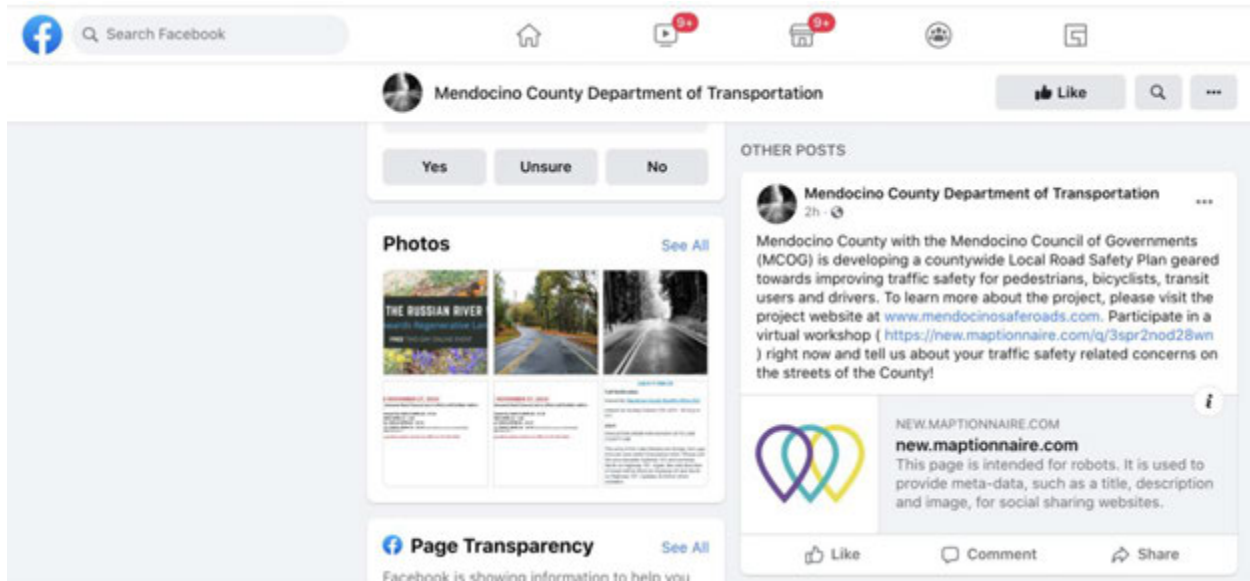 Search Facebook
9+
9+
Mendocino County Department of Transportation
Like
Yes
Unsure
No
Photos
See All
THE RUSSIAN RIVER
FREE TWO-DAY ONLINE EVENT
Page Transparency
See All
Facebook is showing information to help you
OTHER POSTS
Mendocino County Department of Transportation
2h ·
Mendocino County with the Mendocino Council of Governments
(MCOG) is developing a countywide Local Road Safety Plan geared
towards improving traffic safety for pedestrians, bicyclists, transit
users and drivers. To learn more about the project, please visit the
project website at www.mendocinosaferoads.com. Participate in a
virtual workshop ( https://new.maptionnaire.com/q/3spr2nod28wn
) right now and tell us about your traffic safety related concerns on
the streets of the County!
NEW.MAPTIONNAIRE.COM
new.maptionnaire.com
This page is intended for robots. It is used to
provide meta-data, such as a title, description
and image, for social sharing websites.
Like
Comment
Share